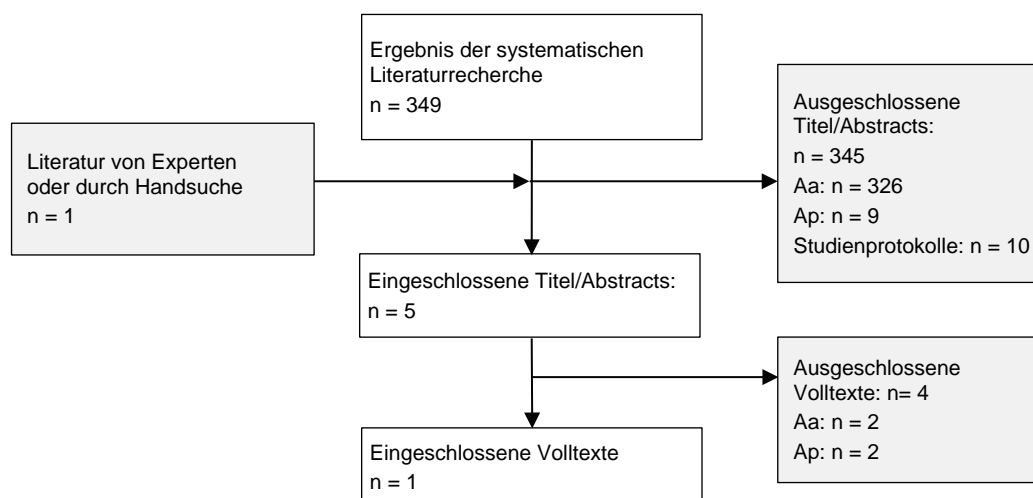 Ergebnis der systematischen
Literaturrecherche
n = 349
Literatur von Experten
oder durch Handsuche
n = 1
Ausgeschlossene
Titel/Abstracts:
n = 345
Aa: n = 326
Ap: n = 9
Studienprotokolle: n = 10
Eingeschlossene Titel/Abstracts:
n = 5
Ausgeschlossene
Volltexte: n= 4
Aa: n = 2
Ap: n = 2
Eingeschlossene Volltexte
n = 1